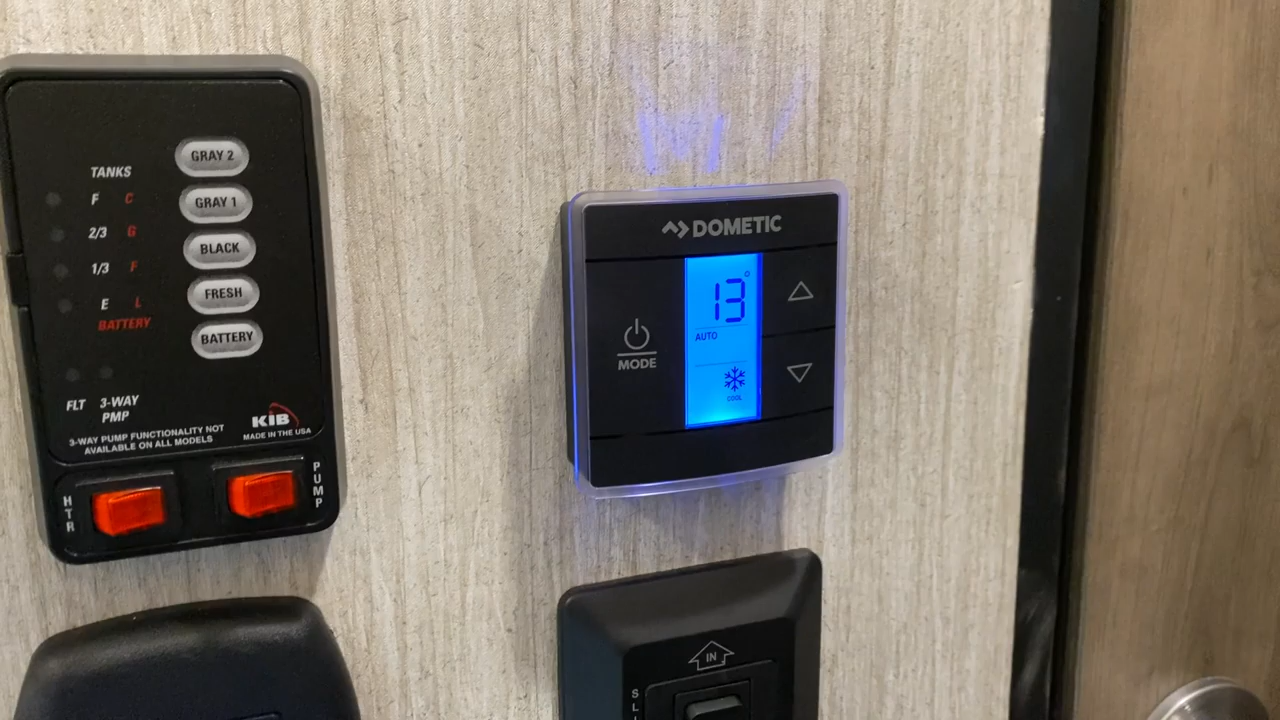 TANKS
GRAY 2
F C
GRAY 1
2/3 G
BLACK
1/3 F
FRESH
E L
BATTERY
BATTERY
FLT 3-WAY
PMP
KIB
MADE IN THE USA
3-WAY PUMP FUNCTIONALITY NOT
AVAILABLE ON ALL MODELS
HTR
PUMP
DOMETIC
13°
AUTO
MODE
COOL
IN